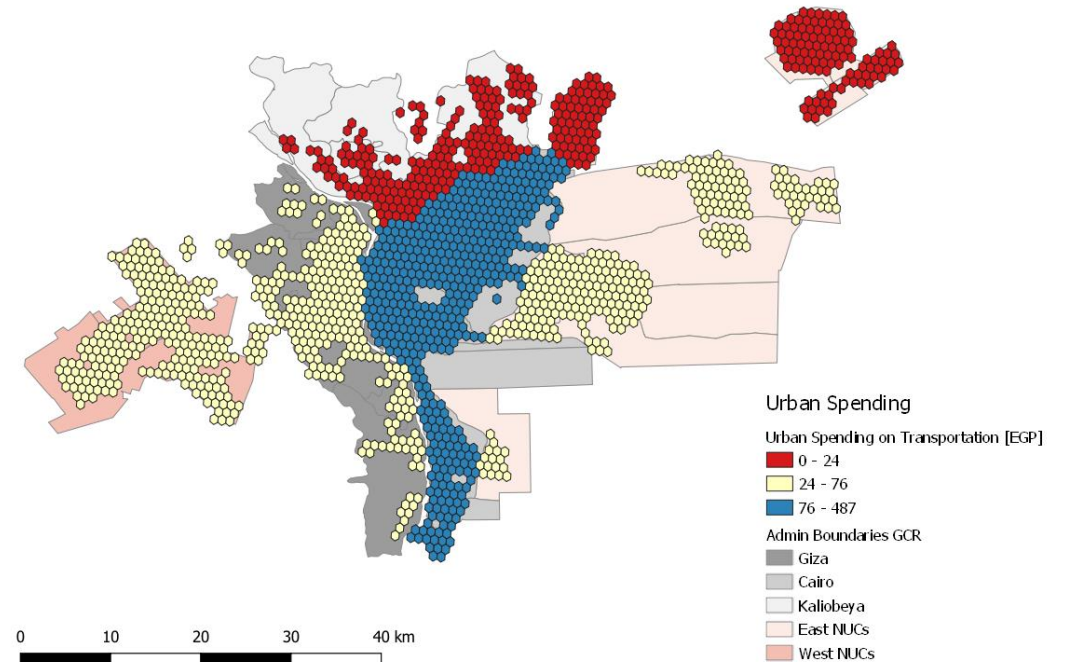 Urban Spending
Urban Spending on Transportation [EGP]
0 - 24
24 - 76
76 - 487
Admin Boundaries GCR
Giza
Cairo
Kaliobeya
East NUCs
West NUCs
0 10 20 30 40 km